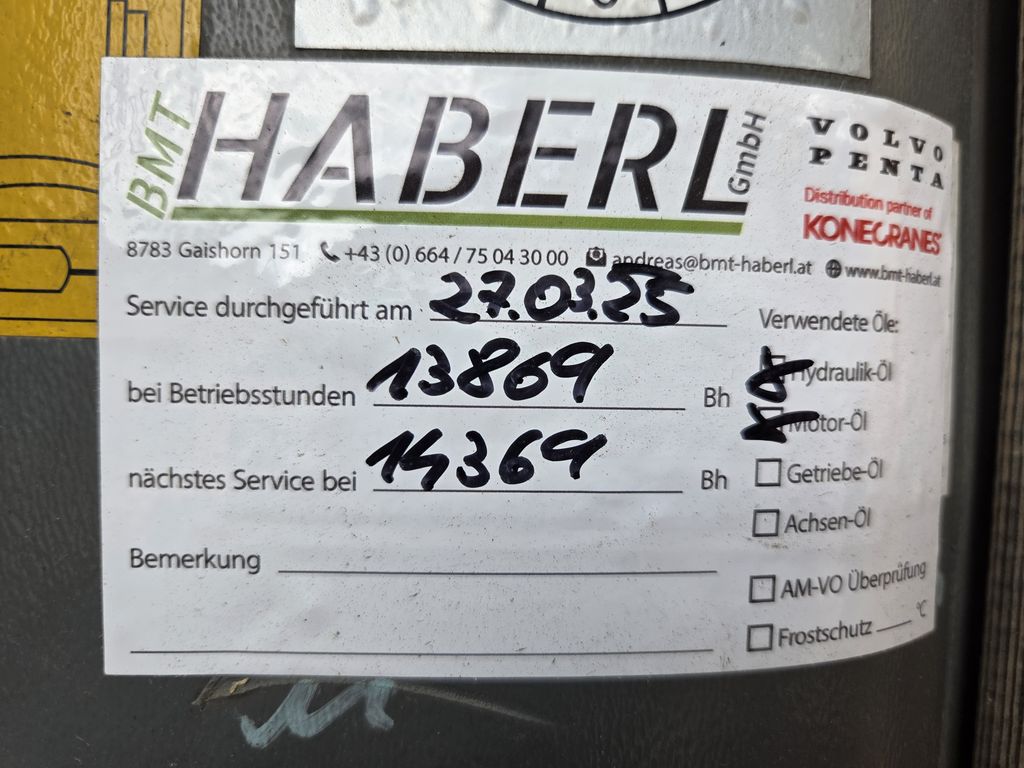 BMT HABERL GmbH
VOLVO
PENTA
Distribution partner of
KONECRANES
8783 Gaishorn 151 +43 (0) 664 / 75 04 30 00 andreas@bmt-haberl.at www.bmt-haberl.at
Service durchgeführt am 27.03.25
bei Betriebsstunden 13869 Bh
nächstes Service bei 14369 Bh
Bemerkung
Verwendete Öle:
Hydraulik-Öl
Motor-Öl
Getriebe-Öl
Achsen-Öl
AM-VO Überprüfung
Frostschutz ___ °C